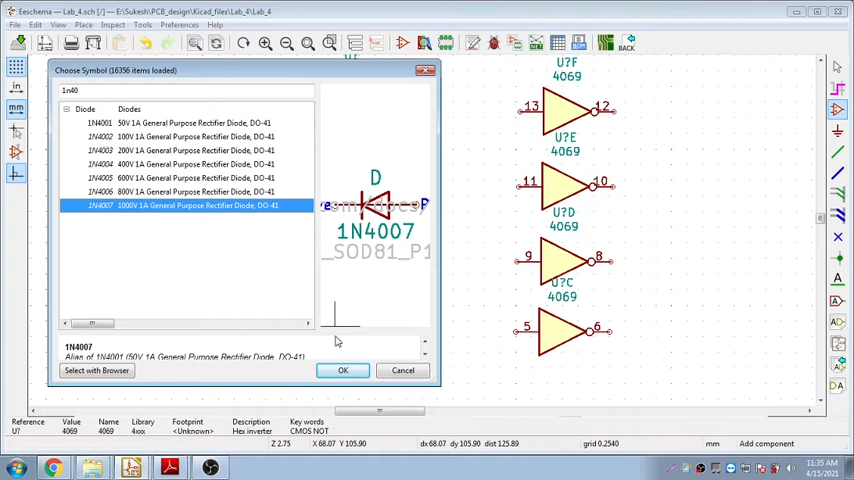 Eeschema — Lab_4.sch [/] — E:\Sukesh\PCB_design\Kicad_files\Lab_4\Lab_4
File Edit View Place Inspect Tools Preferences Help
BACK
in
mm
Choose Symbol (16356 items loaded)
1n40
Diode Diodes
1N4001 50V 1A General Purpose Rectifier Diode, DO-41
1N4002 100V 1A General Purpose Rectifier Diode, DO-41
1N4003 200V 1A General Purpose Rectifier Diode, DO-41
1N4004 400V 1A General Purpose Rectifier Diode, DO-41
1N4005 600V 1A General Purpose Rectifier Diode, DO-41
1N4006 800V 1A General Purpose Rectifier Diode, DO-41
1N4007 1000V 1A General Purpose Rectifier Diode, DO-41
D
1N4007
_SOD81_P1
1N4007
Alias of 1N4001 (50V 1A General Purpose Rectifier Diode, DO-41)
Select with Browser
OK
Cancel
U?F
4069
13 12
U?E
4069
11 10
U?D
4069
9 8
U?C
4069
5 6
Reference Value Name Library Footprint Description Key words
U? 4069 4069 4xxx <Unknown> Hex inverter CMOS NOT
Z 2.75 X 68.07 Y 105.90 dx 68.07 dy 105.90 dist 125.89 grid 0.2540 mm Add component
11:35 AM
4/15/2021